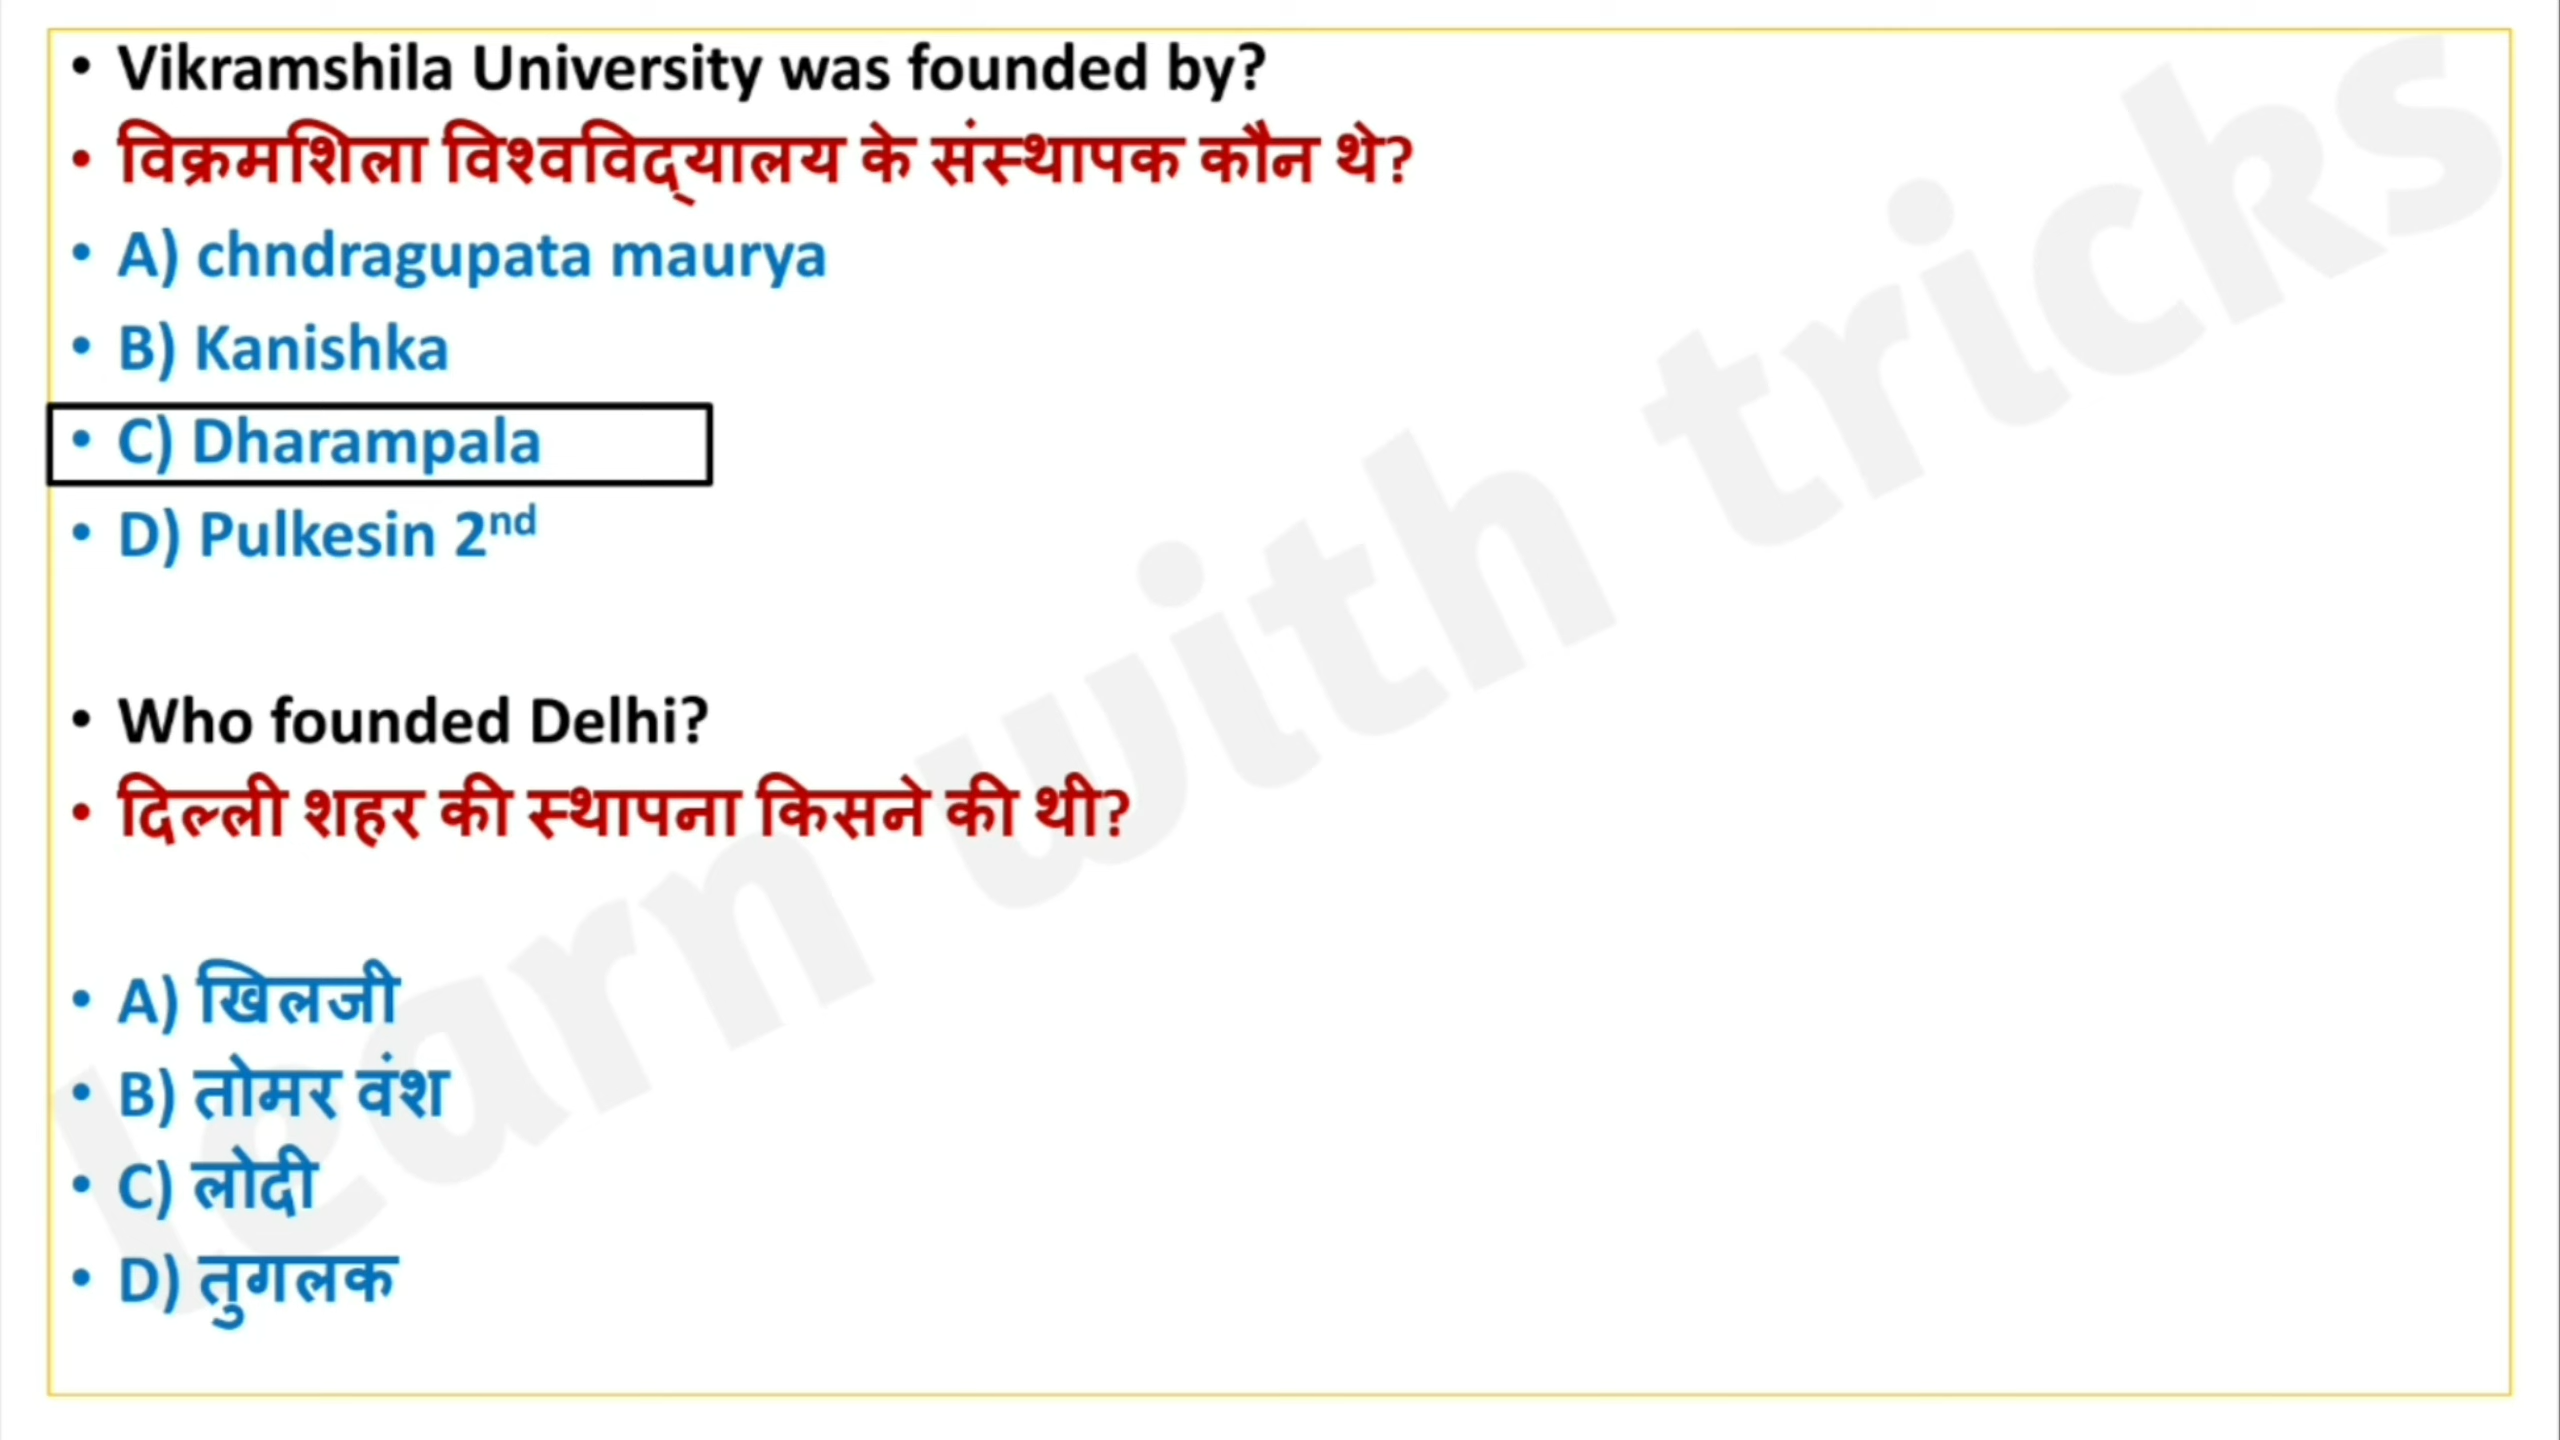 • Vikramshila University was founded by?
• विक्रमशिला विश्वविद्‌यालय के संस्थापक कौन थे?
• A) chndragupata maurya
• B) Kanishka
• C) Dharampala
• D) Pulkesin 2nd
• Who founded Delhi?
• दिल्ली शहर की स्थापना किसने की थी?
• A) खिलजी
• B) तोमर वंश
• C) लोदी
• D) तुगलक
learn with tricks